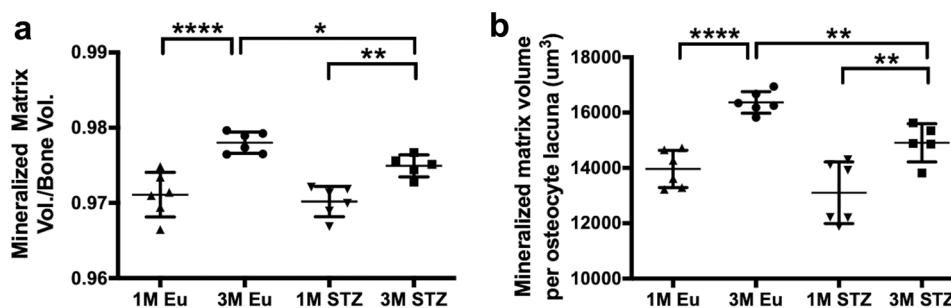 a
Mineralized Matrix
Vol./Bone Vol.
0.99
0.98
0.97
0.96
****
*
**
1M Eu 3M Eu 1M STZ 3M STZ
b
Mineralized matrix volume
per osteocyte lacuna (um³)
18000
16000
14000
12000
10000
****
**
**
1M Eu 3M Eu 1M STZ 3M STZ